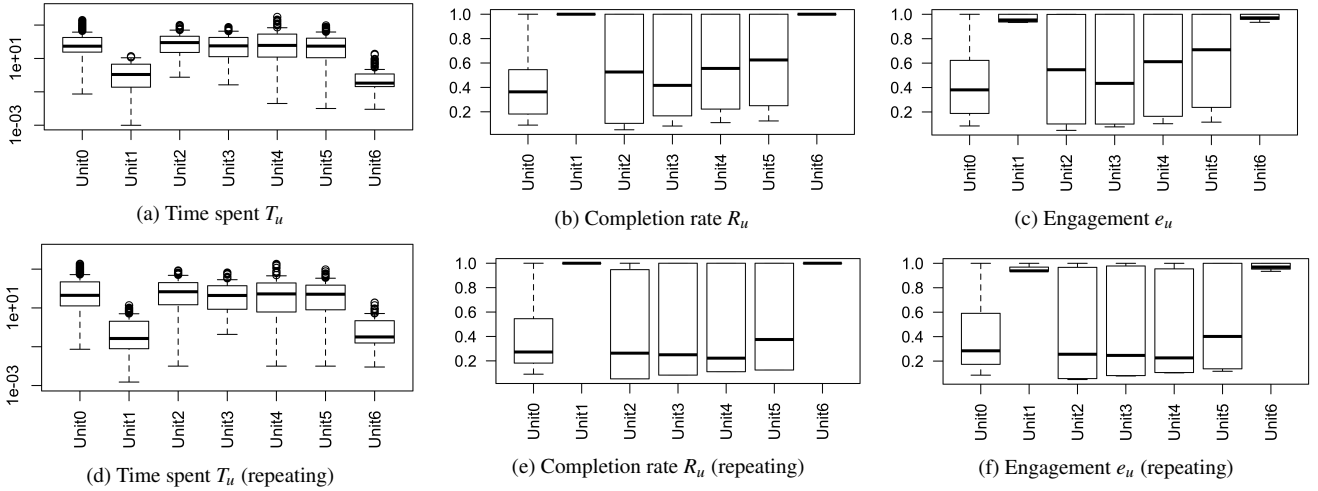 1e+01
1e-03
Unit0
Unit1
Unit2
Unit3
Unit4
Unit5
Unit6
(a) Time spent Tu
1.0
0.8
0.6
0.4
0.2
Unit0
Unit1
Unit2
Unit3
Unit4
Unit5
Unit6
(b) Completion rate Ru
1.0
0.8
0.6
0.4
0.2
Unit0
Unit1
Unit2
Unit3
Unit4
Unit5
Unit6
(c) Engagement eu
1e+01
1e-03
Unit0
Unit1
Unit2
Unit3
Unit4
Unit5
Unit6
(d) Time spent Tu (repeating)
1.0
0.8
0.6
0.4
0.2
Unit0
Unit1
Unit2
Unit3
Unit4
Unit5
Unit6
(e) Completion rate Ru (repeating)
1.0
0.8
0.6
0.4
0.2
Unit0
Unit1
Unit2
Unit3
Unit4
Unit5
Unit6
(f) Engagement eu (repeating)